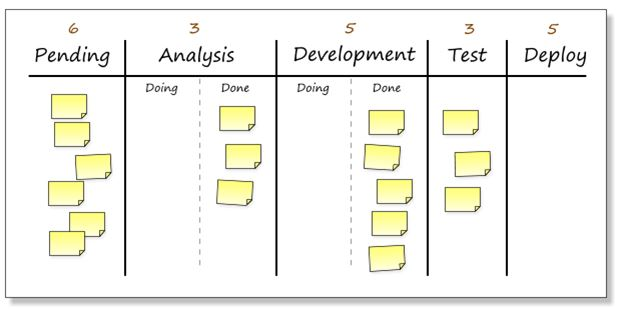 6 3 5 3 5
Pending Analysis Development Test Deploy
Doing Done Doing Done